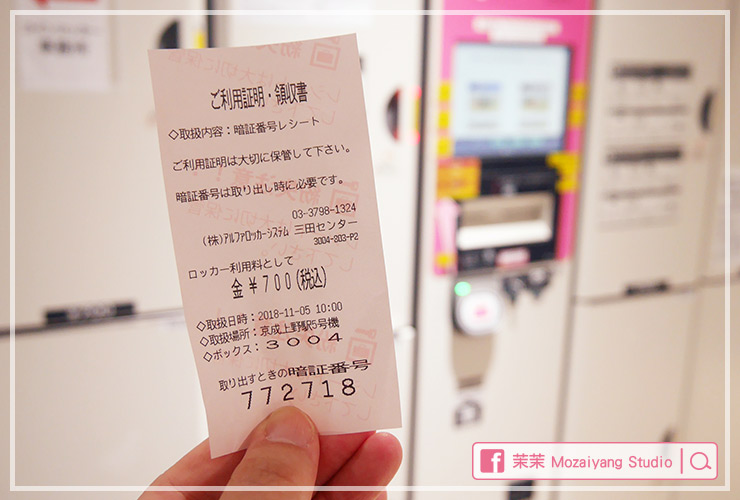 ご利用証明・領収書
◇取扱内容：暗証番号レシート
ご利用証明は大切に保管して下さい。
暗証番号は取り出し時に必要です。
03-3798-1324
(株)アルファロッカーシステム 三田センター
3004-803-P2
ロッカー利用料として
金￥700(税込)
◇取扱日時：2018-11-05 10:00
◇取扱場所：京成上野駅5号機
◇ボックス：3004
取り出すときの暗証番号
772718
茉茉 Mozaiyang Studio